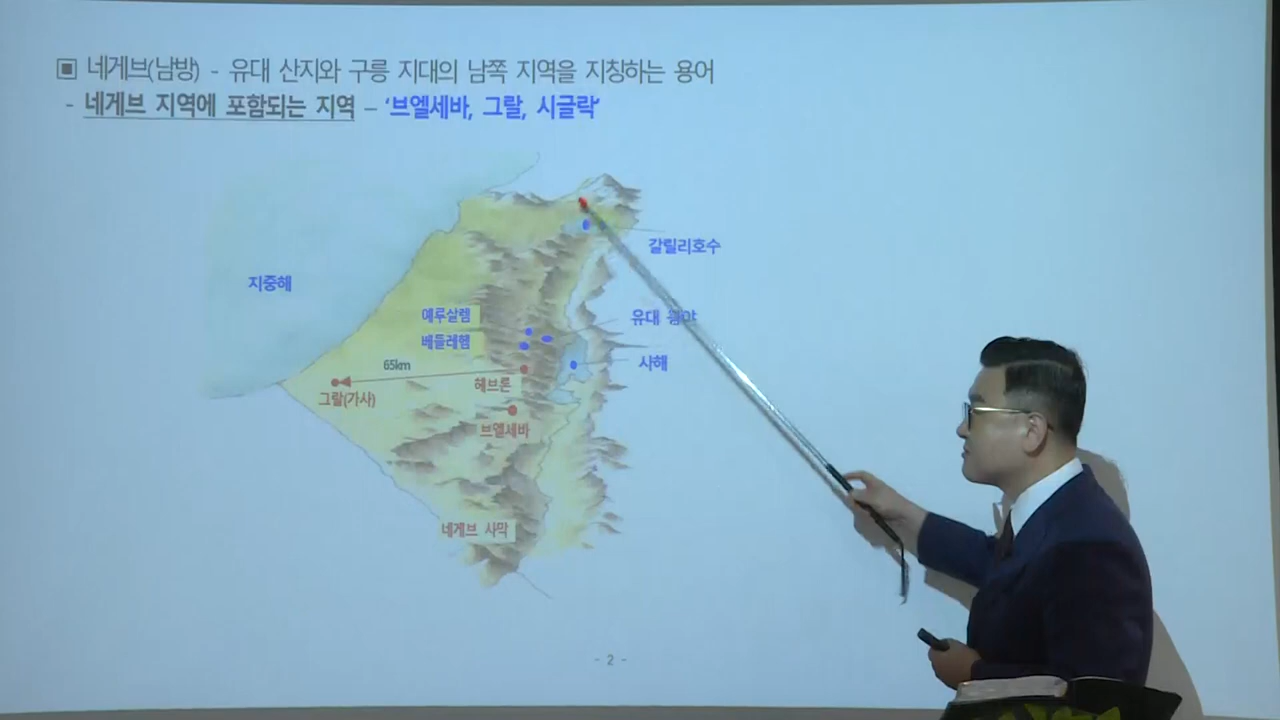 ▣ 네게브(남방) - 유대 산지와 구릉 지대의 남쪽 지역을 지칭하는 용어
- 네게브 지역에 포함되는 지역 – ‘브엘세바, 그랄, 시글락’
갈릴리호수
지중해
예루살렘
유대 광야
베들레헴
사해
65km
헤브론
그랄(가사)
브엘세바
네게브 사막
- 2 -